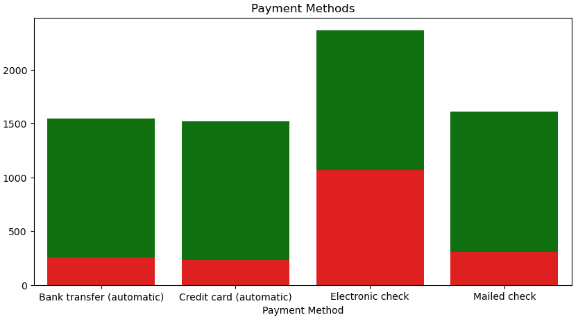 Payment Methods
2000
1500
1000
500
0
Bank transfer (automatic) Credit card (automatic) Electronic check Mailed check
Payment Method